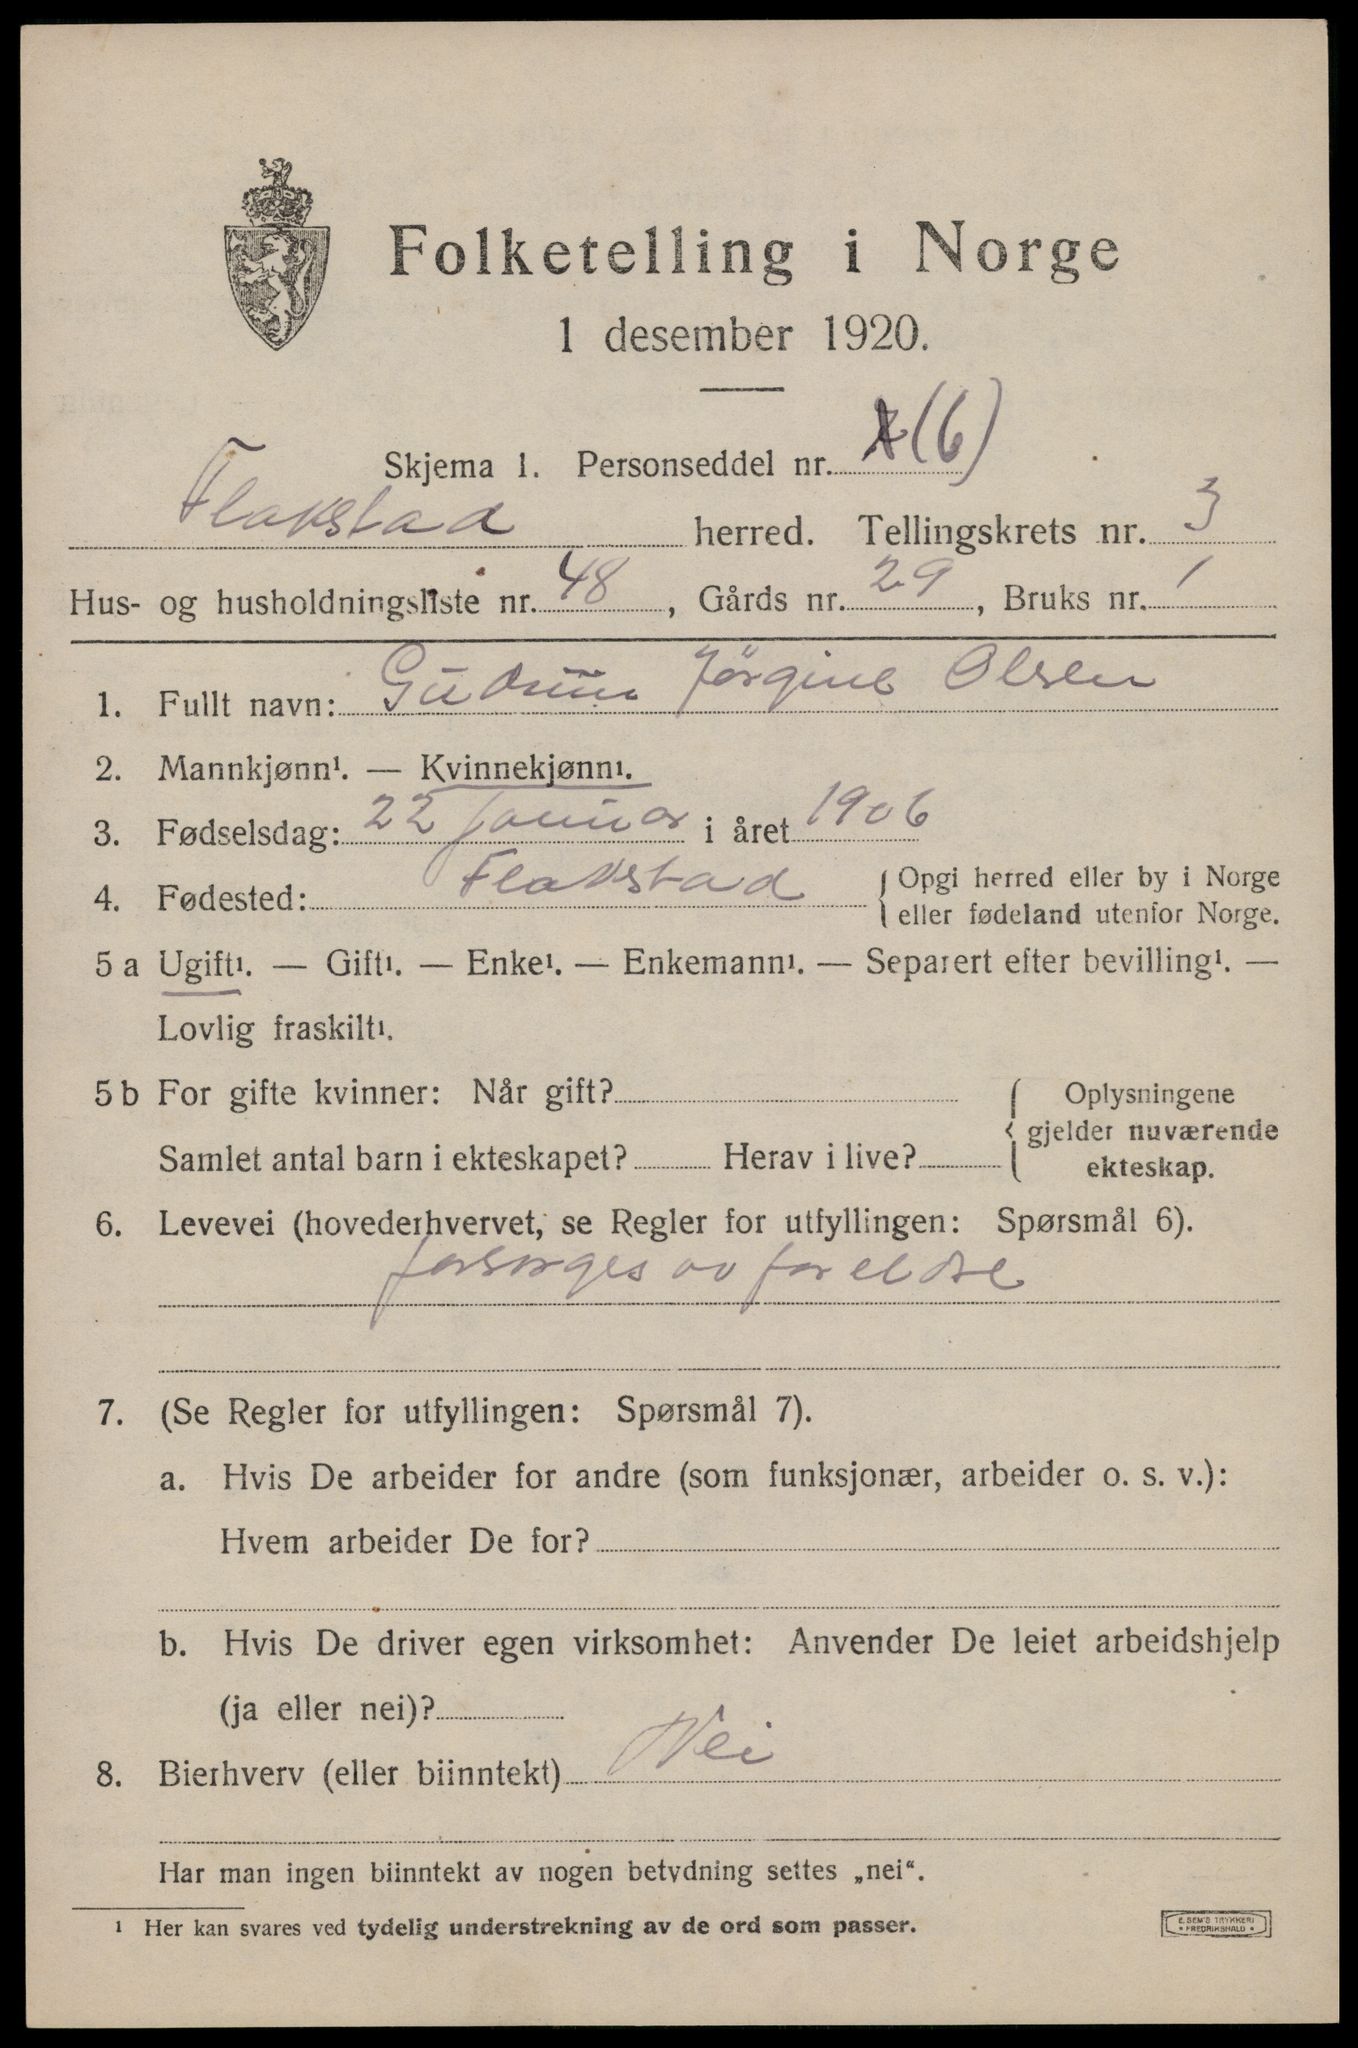 Folketelling i Norge
1 desember 1920.
Skjema 1. Personseddel nr. (6)
Flakstad herred. Tellingskrets nr. 3
Hus- og husholdningsliste nr. 48, Gårds nr. 29, Bruks nr. 1
1. Fullt navn: Gudrun Jörgine Olsen
2. Mannkjønn¹. — Kvinnekjønn¹.
3. Fødselsdag: 22 januar i året 1906
4. Fødested: Flakstad { Opgi herred eller by i Norge
eller fødeland utenfor Norge.
5 a Ugift¹. — Gift¹. — Enke¹. — Enkemann¹. — Separert efter bevilling¹. —
Lovlig fraskilt¹.
5 b For gifte kvinner: Når gift? { Oplysningene
gjelder nuværende
Samlet antal barn i ekteskapet? Herav i live? ekteskap.
6. Levevei (hovederhvervet, se Regler for utfyllingen: Spørsmål 6).
forsorges av foreldre
7. (Se Regler for utfyllingen: Spørsmål 7).
a. Hvis De arbeider for andre (som funksjonær, arbeider o. s. v.):
Hvem arbeider De for?
b. Hvis De driver egen virksomhet: Anvender De leiet arbeidshjelp
(ja eller nei)?
8. Bierhverv (eller biinntekt) Nei
Har man ingen biinntekt av nogen betydning settes „nei“.
¹ Her kan svares ved tydelig understrekning av de ord som passer.
E. SEM'S TRYKKERI
• FREDRIKSHALD •